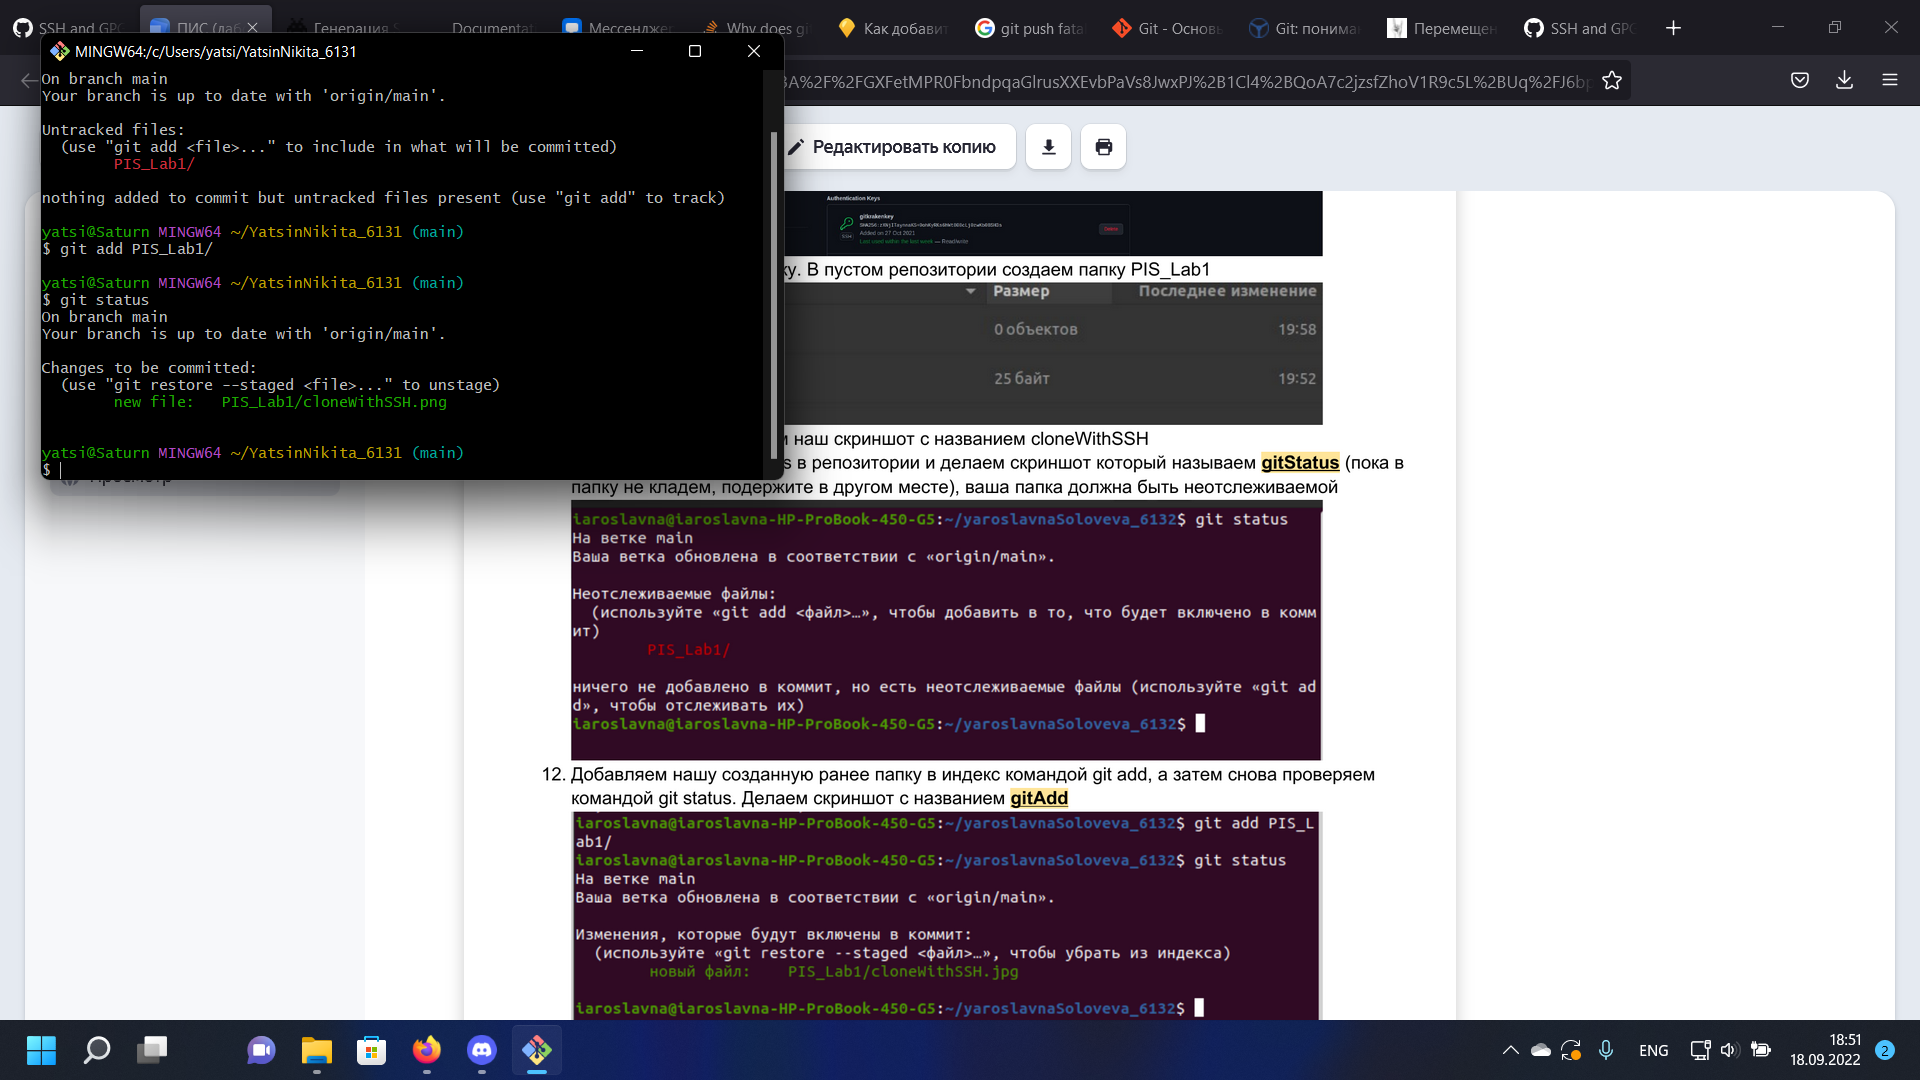 SSH and GPG
ПИС (лаб
Генерация S
Documentat
Мессендже
Why does gi
Как добави
git push fata
Git - Основ
Git: понима
Перемещен
SSH and GPG
MINGW64:/c/Users/yatsi/YatsinNikita_6131
On branch main
Your branch is up to date with 'origin/main'.
Untracked files:
(use "git add <file>..." to include in what will be committed)
PIS_Lab1/
nothing added to commit but untracked files present (use "git add" to track)
yatsi@Saturn MINGW64 ~/YatsinNikita_6131 (main)
$ git add PIS_Lab1/
yatsi@Saturn MINGW64 ~/YatsinNikita_6131 (main)
$ git status
On branch main
Your branch is up to date with 'origin/main'.
Changes to be committed:
(use "git restore --staged <file>..." to unstage)
new file:   PIS_Lab1/cloneWithSSH.png
yatsi@Saturn MINGW64 ~/YatsinNikita_6131 (main)
$
Редактировать копию
Authentication Keys
gitkrakenkey
Added on 27 Oct 2021
Last used within the last week — Read/write
SSH
Delete
ку. В пустом репозитории создаем папку PIS_Lab1
Размер
Последнее изменение
0 объектов
19:58
25 байт
19:52
и наш скриншот с названием cloneWithSSH
s в репозитории и делаем скриншот который называем gitStatus (пока в
папку не кладем, подержите в другом месте), ваша папка должна быть неотслеживаемой
iaroslavna@iaroslavna-HP-ProBook-450-G5:~/yaroslavnaSoloveva_6132$ git status
На ветке main
Ваша ветка обновлена в соответствии с «origin/main».
Неотслеживаемые файлы:
(используйте «git add <файл>…», чтобы добавить в то, что будет включено в комм
ит)
PIS_Lab1/
ничего не добавлено в коммит, но есть неотслеживаемые файлы (используйте «git ad
d», чтобы отслеживать их)
iaroslavna@iaroslavna-HP-ProBook-450-G5:~/yaroslavnaSoloveva_6132$
12. Добавляем нашу созданную ранее папку в индекс командой git add, а затем снова проверяем
командой git status. Делаем скриншот с названием gitAdd
iaroslavna@iaroslavna-HP-ProBook-450-G5:~/yaroslavnaSoloveva_6132$ git add PIS_L
ab1/
iaroslavna@iaroslavna-HP-ProBook-450-G5:~/yaroslavnaSoloveva_6132$ git status
На ветке main
Ваша ветка обновлена в соответствии с «origin/main».
Изменения, которые будут включены в коммит:
(используйте «git restore --staged <файл>…», чтобы убрать из индекса)
новый файл:    PIS_Lab1/cloneWithSSH.jpg
iaroslavna@iaroslavna-HP-ProBook-450-G5:~/yaroslavnaSoloveva_6132$
ENG
18:51
18.09.2022
2